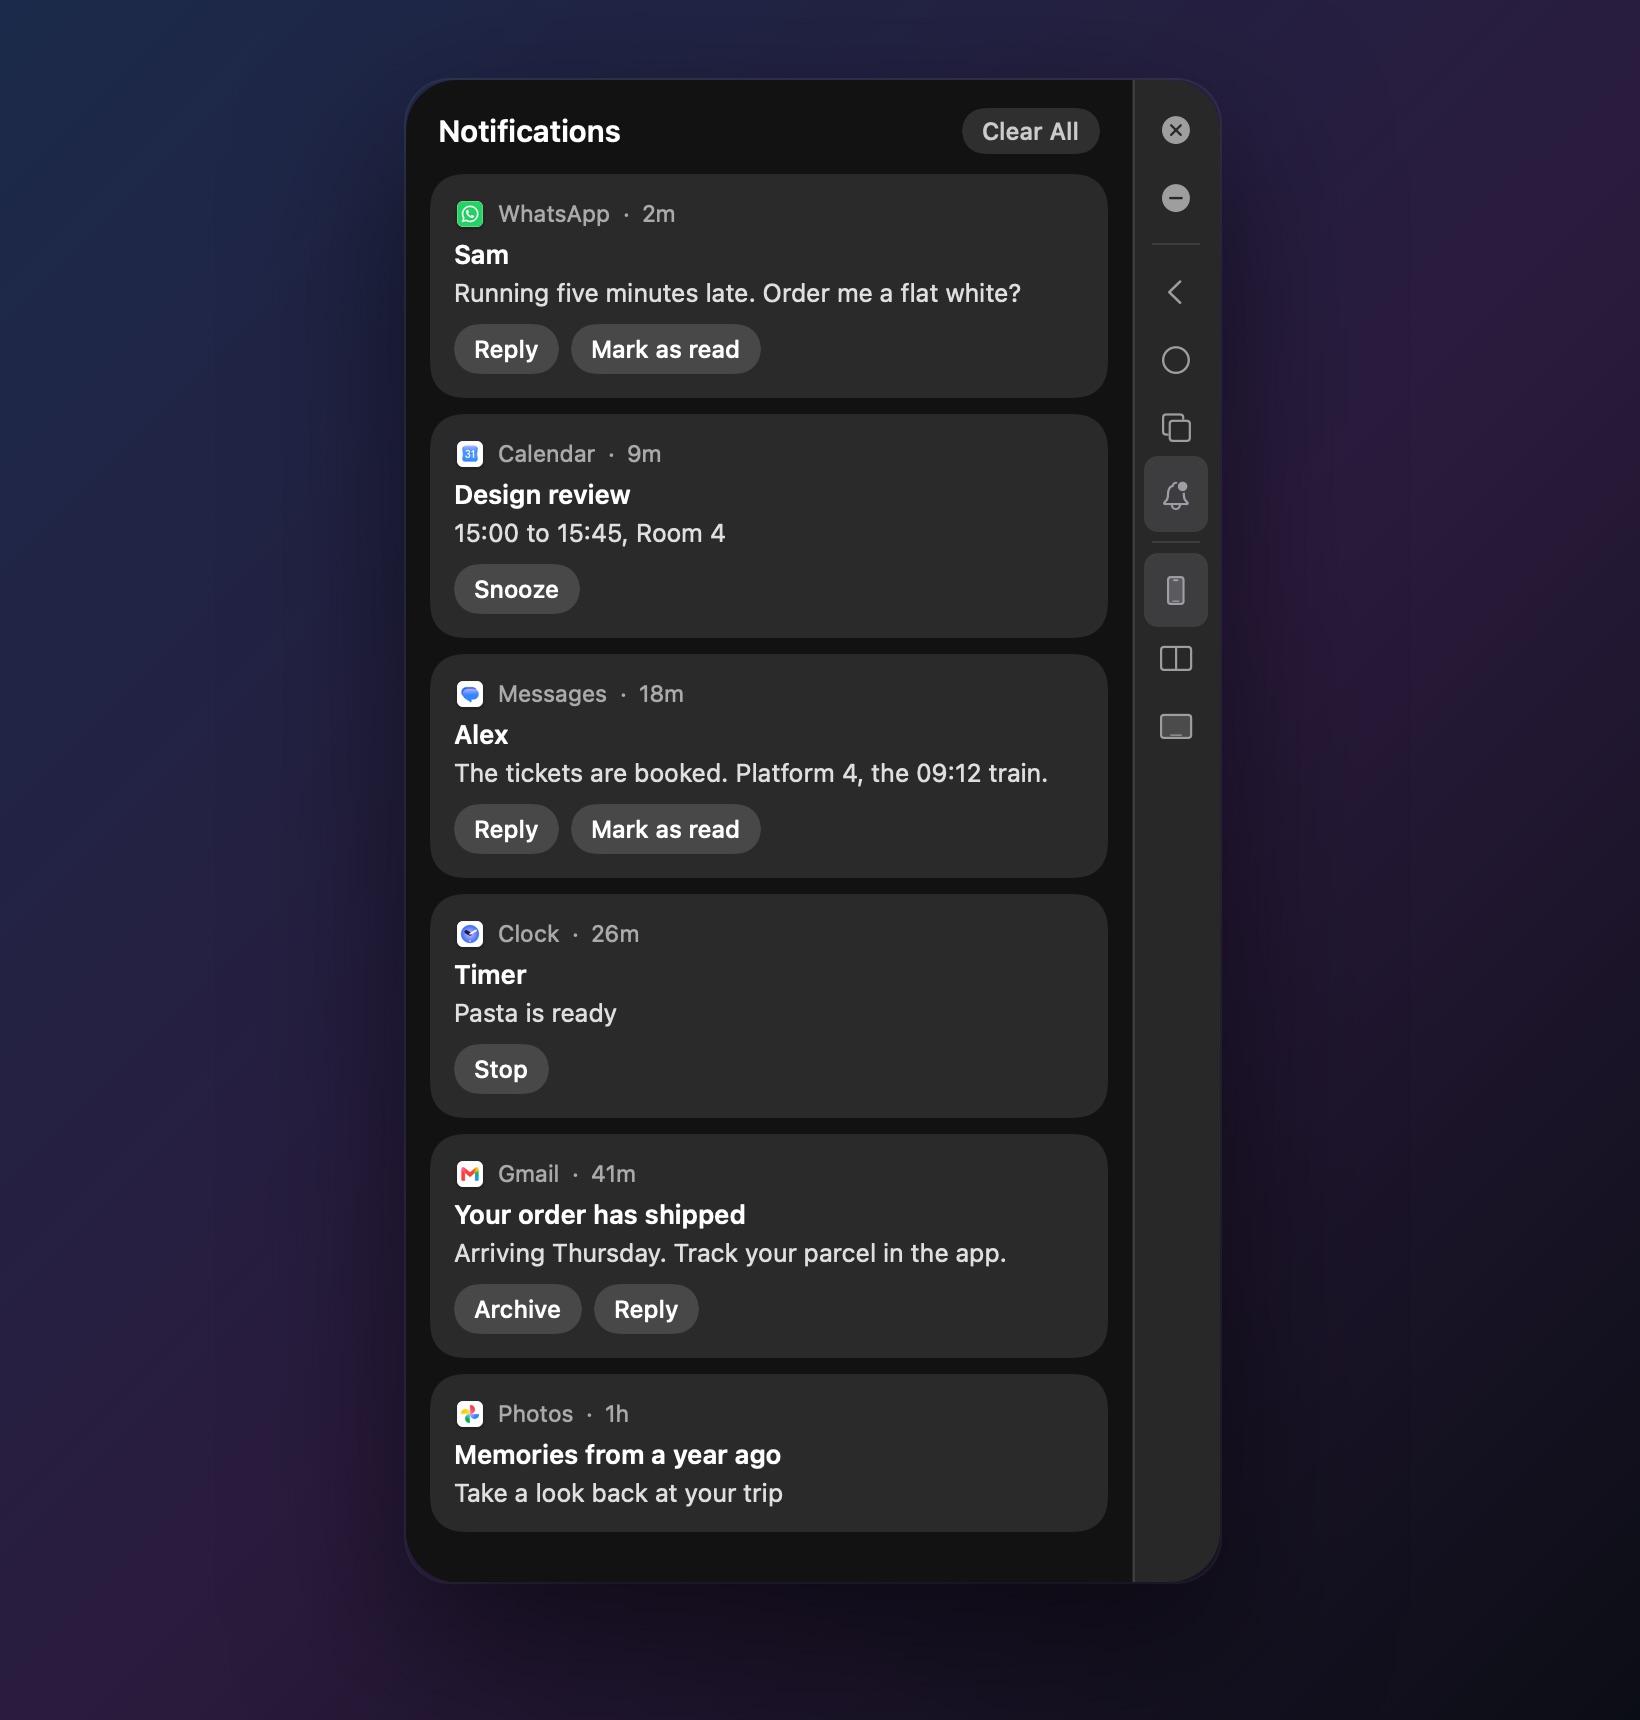 Notifications
Clear All
WhatsApp · 2m
Sam
Running five minutes late. Order me a flat white?
Reply
Mark as read
31
Calendar · 9m
Design review
15:00 to 15:45, Room 4
Snooze
Messages · 18m
Alex
The tickets are booked. Platform 4, the 09:12 train.
Reply
Mark as read
Clock · 26m
Timer
Pasta is ready
Stop
Gmail · 41m
Your order has shipped
Arriving Thursday. Track your parcel in the app.
Archive
Reply
Photos · 1h
Memories from a year ago
Take a look back at your trip